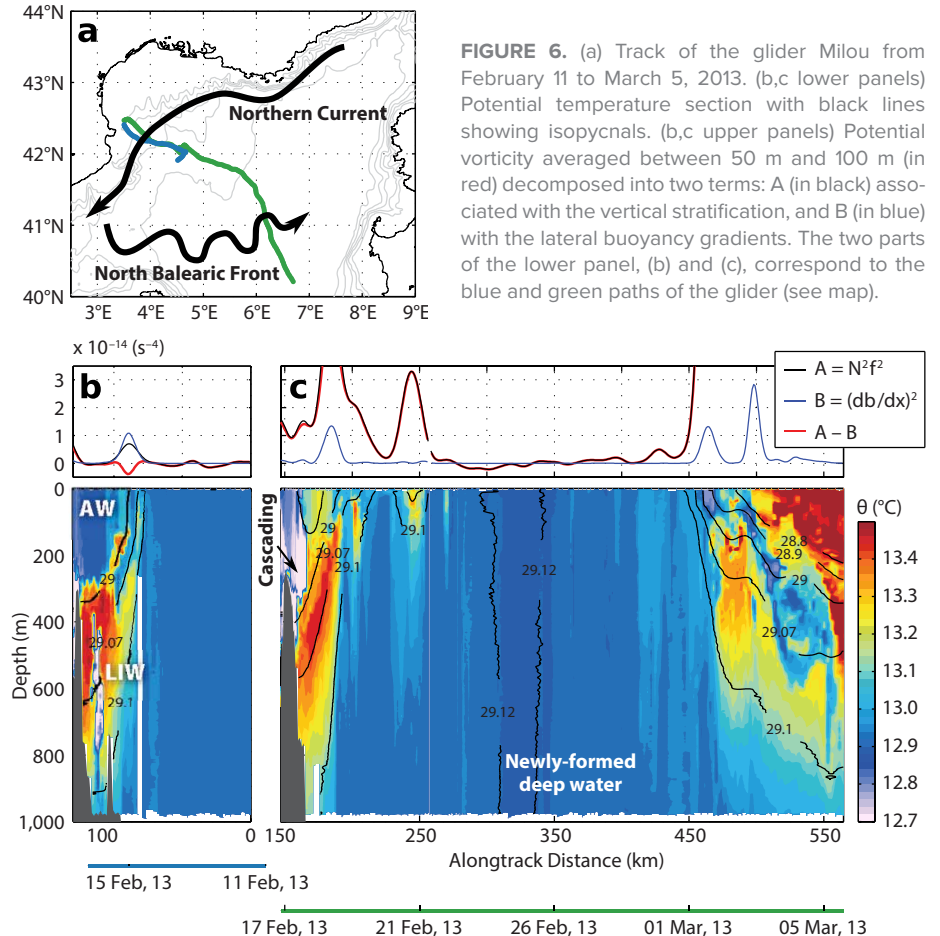 a
44°N
43°N
42°N
41°N
40°N
3°E 4°E 5°E 6°E 7°E 8°E 9°E
Northern Current
North Balearic Front
FIGURE 6. (a) Track of the glider Milou from
February 11 to March 5, 2013. (b,c lower panels)
Potential temperature section with black lines
showing isopycnals. (b,c upper panels) Potential
vorticity averaged between 50 m and 100 m (in
red) decomposed into two terms: A (in black) asso-
ciated with the vertical stratification, and B (in blue)
with the lateral buoyancy gradients. The two parts
of the lower panel, (b) and (c), correspond to the
blue and green paths of the glider (see map).
x 10⁻¹⁴ (s⁻⁴)
b
c
3
2
1
0
A = N²f²
B = (db/dx)²
A – B
AW
LIW
29
29.07
29.1
Cascading
29
29.07
29.1
29.1
29.12
29.12
Newly-formed
deep water
28.8
28.9
29
29.07
29.1
Depth (m)
0
200
400
600
800
1,000
100 0
150 200 250 300 350 400 450 500 550
Alongtrack Distance (km)
θ (°C)
13.4
13.3
13.2
13.1
13.0
12.9
12.8
12.7
15 Feb, 13 11 Feb, 13
17 Feb, 13 21 Feb, 13 26 Feb, 13 01 Mar, 13 05 Mar, 13